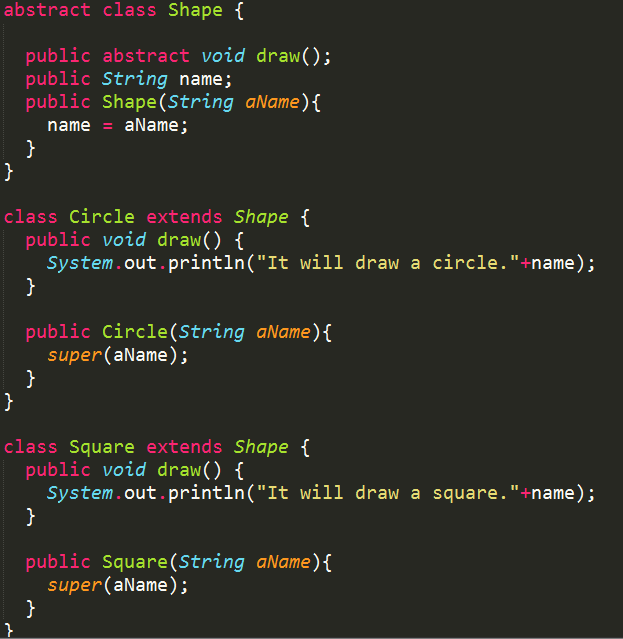 abstract class Shape {
  public abstract void draw();
  public String name;
  public Shape(String aName){
    name = aName;
  }
}
class Circle extends Shape {
  public void draw() {
    System.out.println("It will draw a circle."+name);
  }
  public Circle(String aName){
    super(aName);
  }
}
class Square extends Shape {
  public void draw() {
    System.out.println("It will draw a square."+name);
  }
  public Square(String aName){
    super(aName);
  }
}